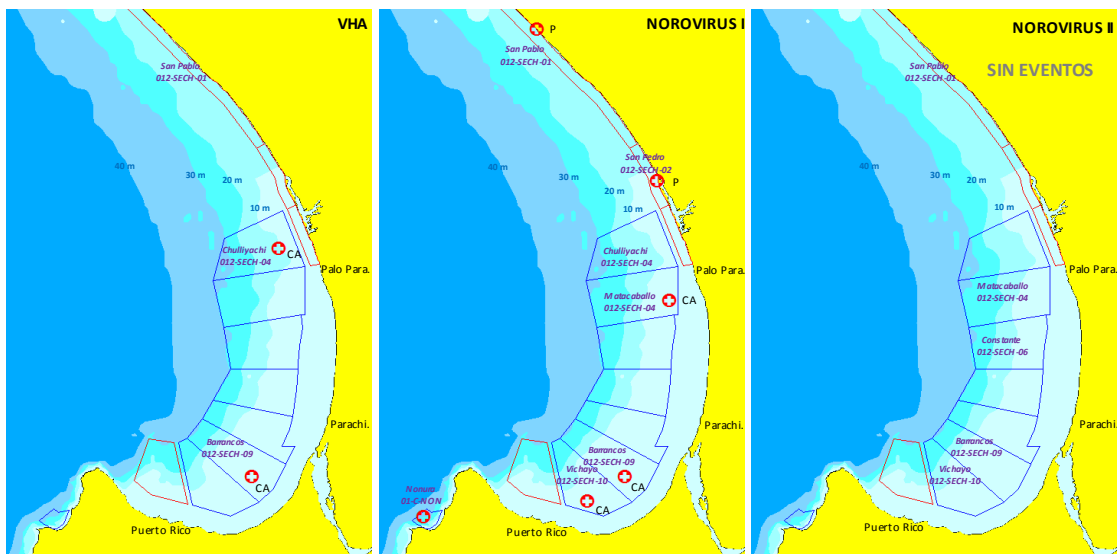 VHA
San Pablo
012-SECH-01
40 m
30 m
20 m
10 m
Chulliyachi
012-SECH-04
CA
Palo Para.
Parachi.
Barrancos
012-SECH-09
CA
Puerto Rico
NOROVIRUS I
P
San Pablo
012-SECH-01
San Pedro
012-SECH-02
P
40 m
30 m
20 m
10 m
Chulliyachi
012-SECH-04
Palo Para.
Matacaballo
012-SECH-04
CA
Parachi.
Barrancos
012-SECH-09
Vichayo
012-SECH-10
CA
CA
Nonura
01-C-NON
Puerto Rico
NOROVIRUS II
SIN EVENTOS
San Pablo
012-SECH-01
40 m
30 m
20 m
10 m
Palo Para.
Matacaballo
012-SECH-04
Constante
012-SECH-06
Parachi.
Barrancos
012-SECH-09
Vichayo
012-SECH-10
Puerto Rico